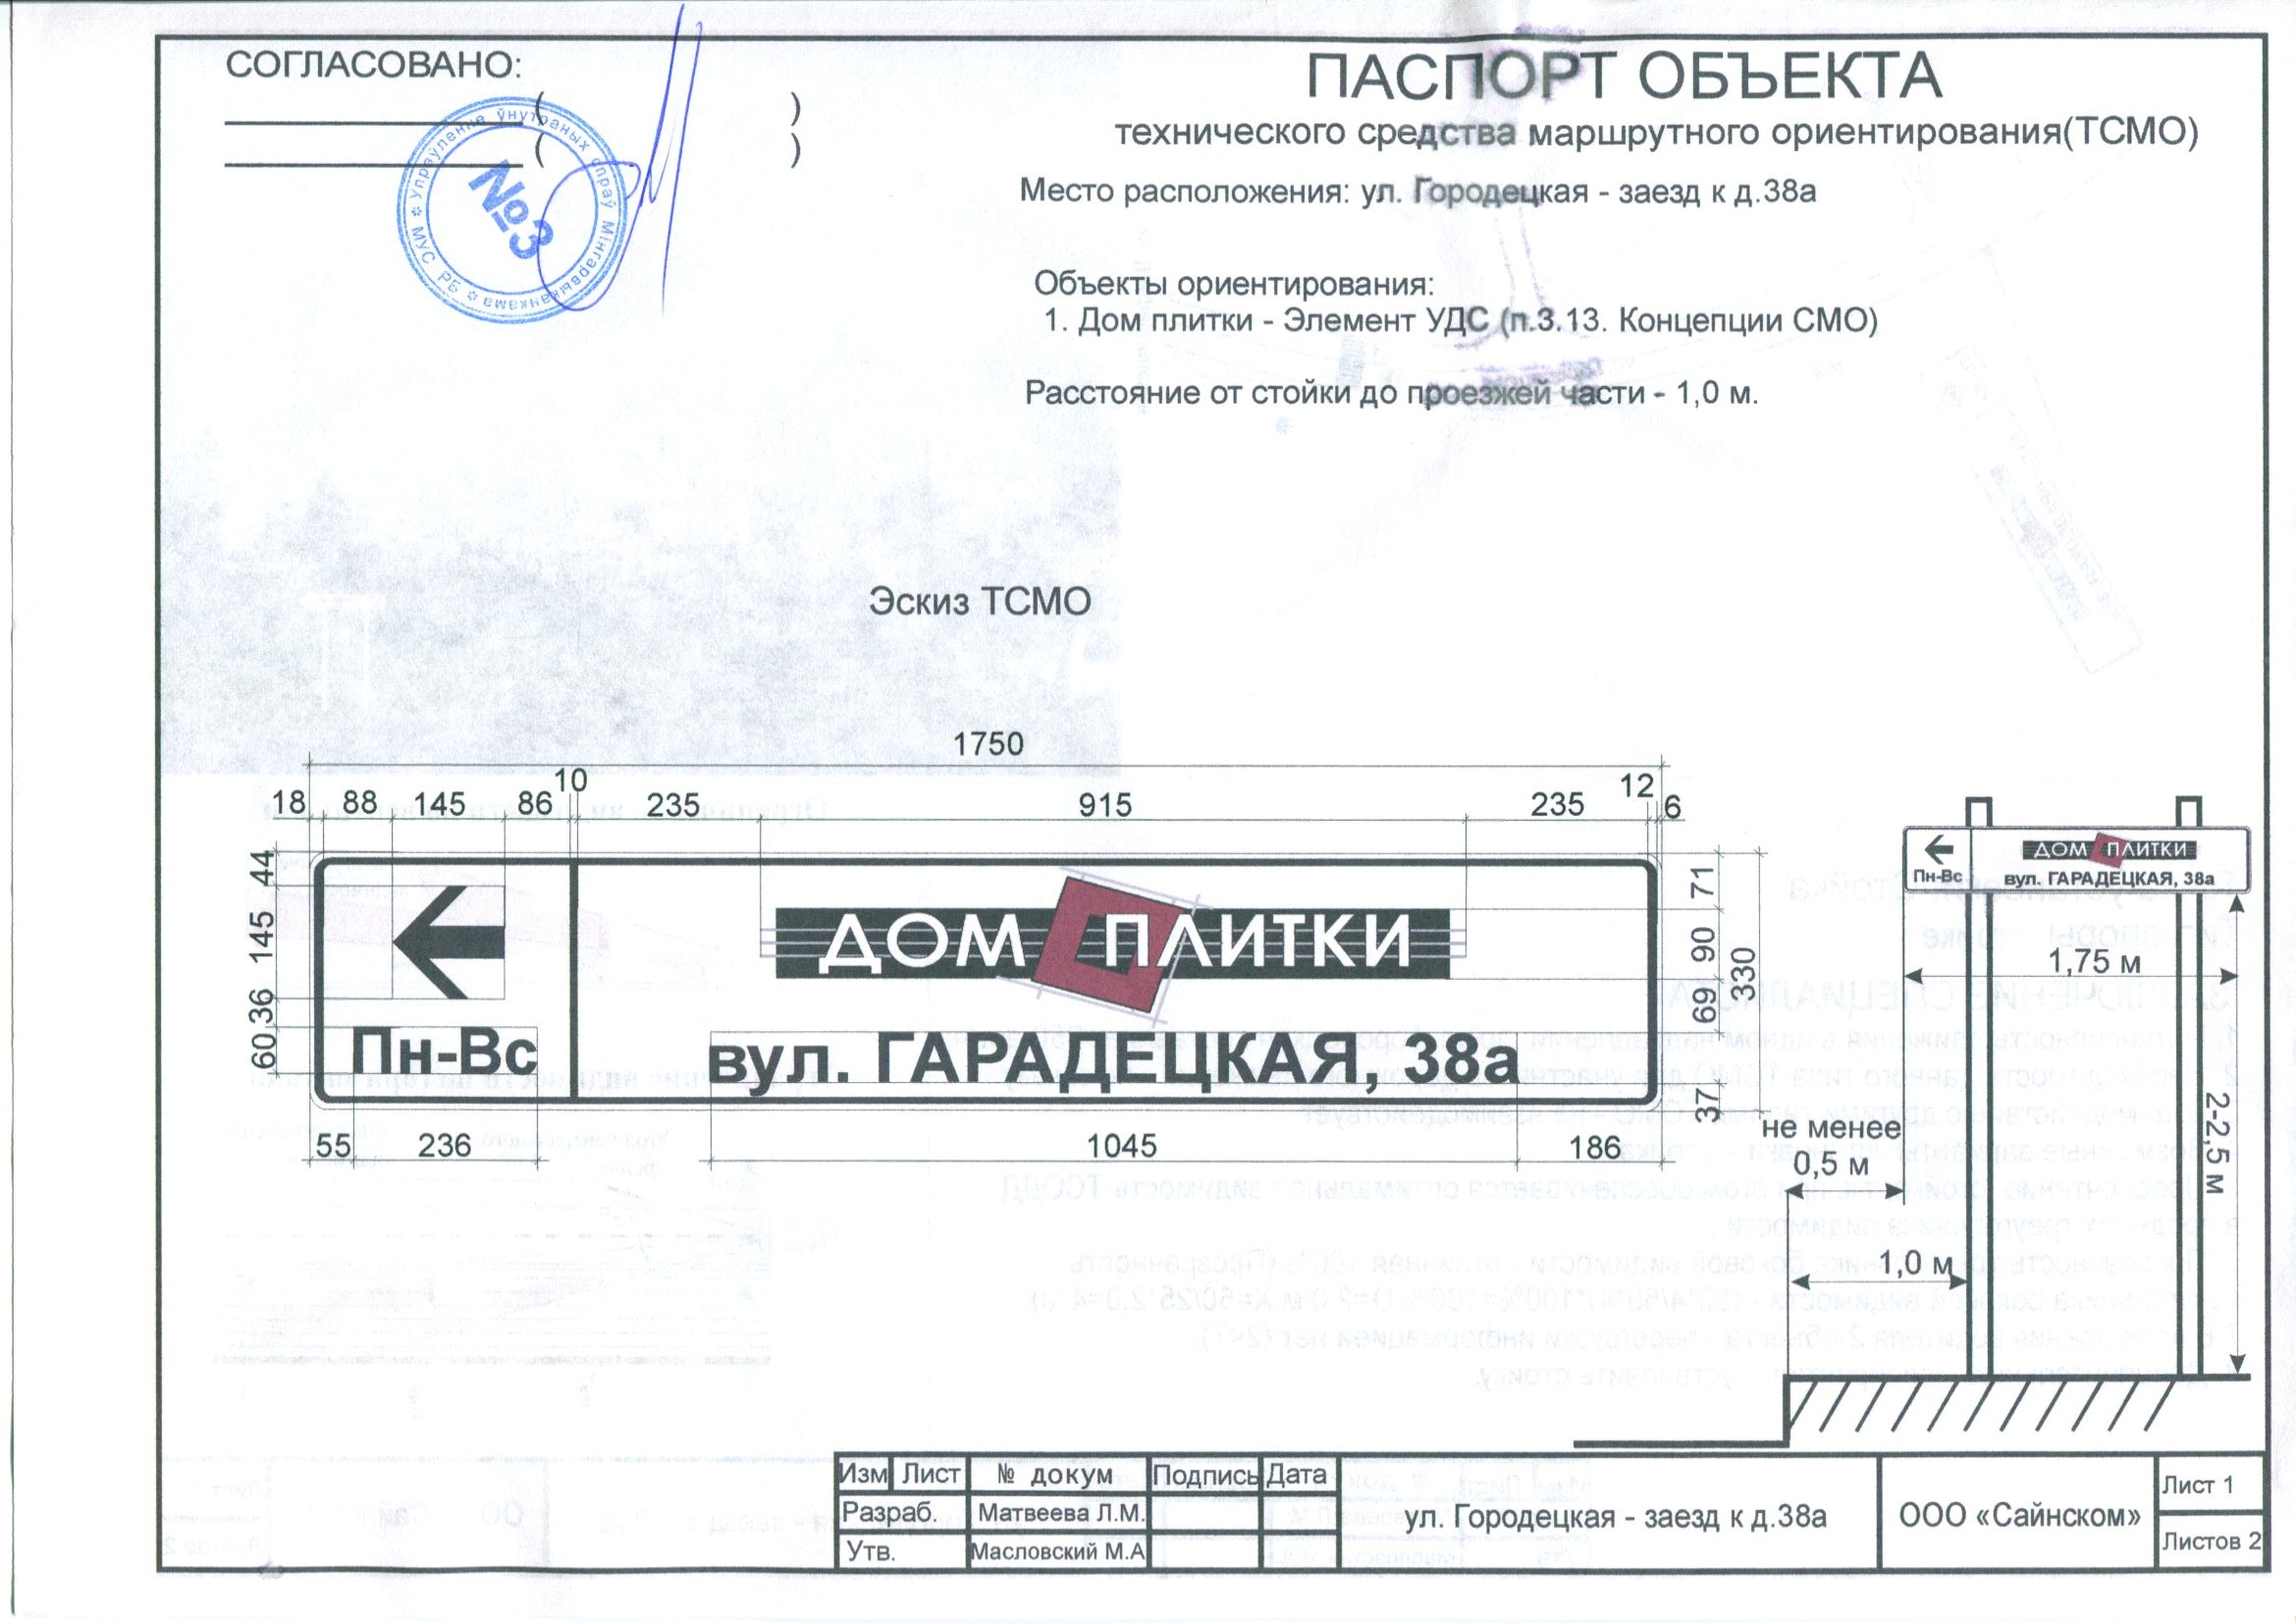 СОГЛАСОВАНО:
( )
( )
✲ Упраўленне ўнутраных спраў Мінгарвыканкама ✲ МУС РБ
№3
ПАСПОРТ ОБЪЕКТА
технического средства маршрутного ориентирования(ТСМО)
Место расположения: ул. Городецкая - заезд к д.38а
Объекты ориентирования:
1. Дом плитки - Элемент УДС (п.3.13. Концепции СМО)
Расстояние от стойки до проезжей части - 1,0 м.
Эскиз ТСМО
1750
18 88 145 86 10 235 915 235 12 6
44
145
36
60
ДОМ ПЛИТКИ
Пн-Вс
вул. ГАРАДЕЦКАЯ, 38а
71
90
69
37
330
55 236 1045 186
ДОМ ПЛИТКИ
Пн-Вс
вул. ГАРАДЕЦКАЯ, 38а
1,75 м
2-2,5 м
не менее
0,5 м
1,0 м
Изм Лист № докум Подпись Дата
Разраб. Матвеева Л.М.
Утв. Масловский М.А
ул. Городецкая - заезд к д.38а
ООО «Сайнском»
Лист 1
Листов 2